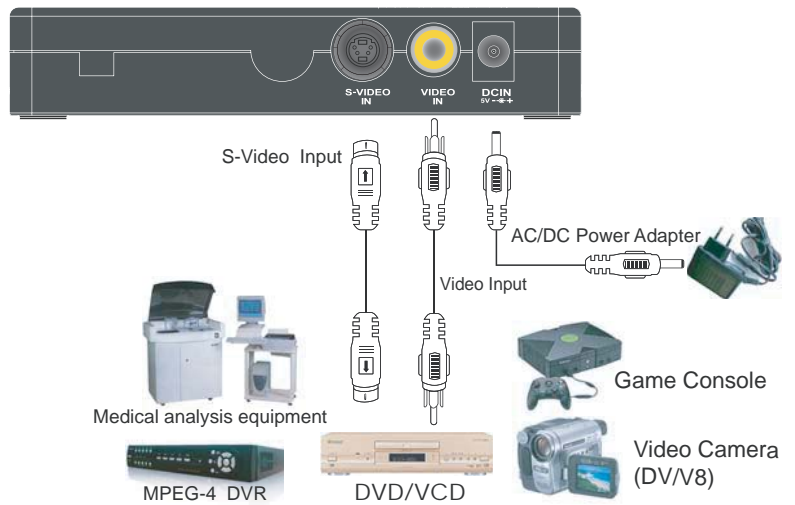 S-VIDEO
IN
VIDEO
IN
DCIN
5V
S-Video Input
AC/DC Power Adapter
Video Input
Medical analysis equipment
Game Console
MPEG-4 DVR
DVD/VCD
Video Camera
(DV/V8)